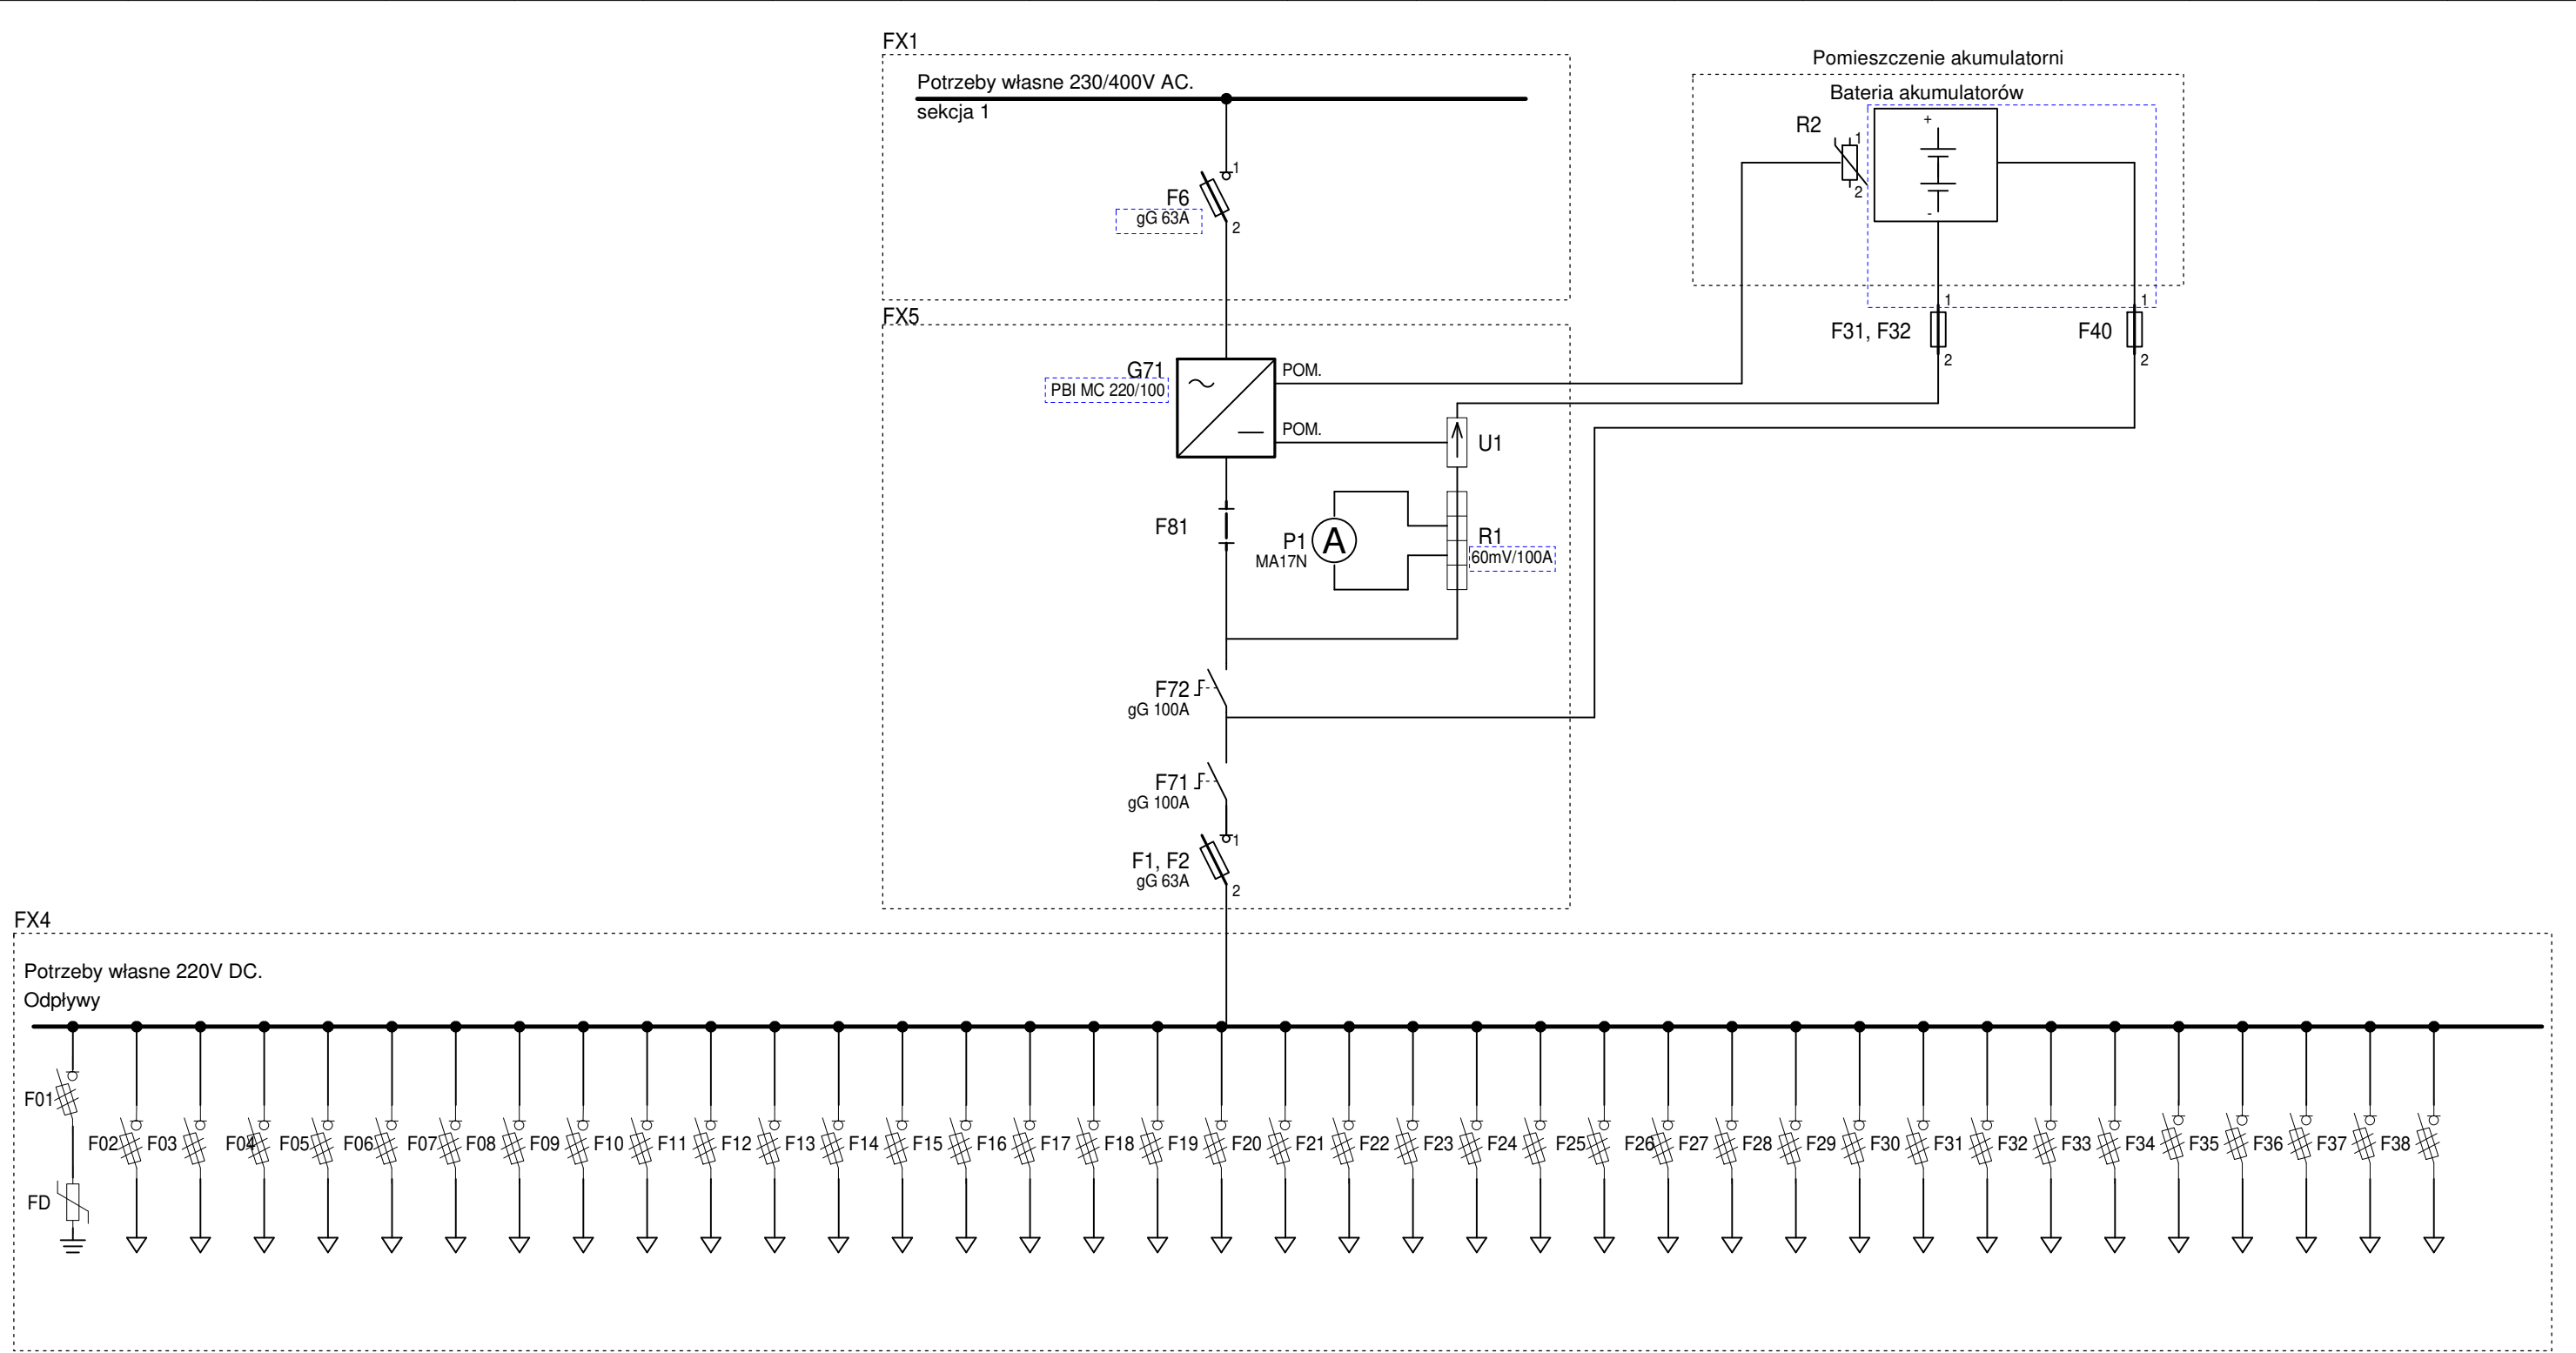 FX1
Potrzeby własne 230/400V AC.
sekcja 1
1
F6
gG 63A
2
Pomieszczenie akumulatorni
Bateria akumulatorów
R2
1
2
+
-
1
F31, F32
2
1
F40
2
FX5
G71
PBI MC 220/100
POM.
POM.
U1
F81
P1
MA17N
A
R1
60mV/100A
F72
gG 100A
F71
gG 100A
1
F1, F2
gG 63A
2
FX4
Potrzeby własne 220V DC.
Odpływy
F01
F02 F03 F04 F05 F06 F07 F08 F09 F10 F11 F12 F13 F14 F15 F16 F17 F18 F19 F20 F21 F22 F23 F24 F25 F26 F27 F28 F29 F30 F31 F32 F33 F34 F35 F36 F37 F38
FD